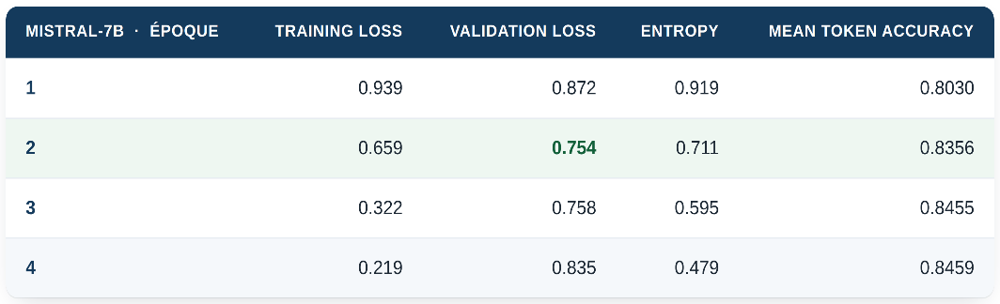 MISTRAL-7B · ÉPOQUE TRAINING LOSS VALIDATION LOSS ENTROPY MEAN TOKEN ACCURACY
1 0.939 0.872 0.919 0.8030
2 0.659 0.754 0.711 0.8356
3 0.322 0.758 0.595 0.8455
4 0.219 0.835 0.479 0.8459